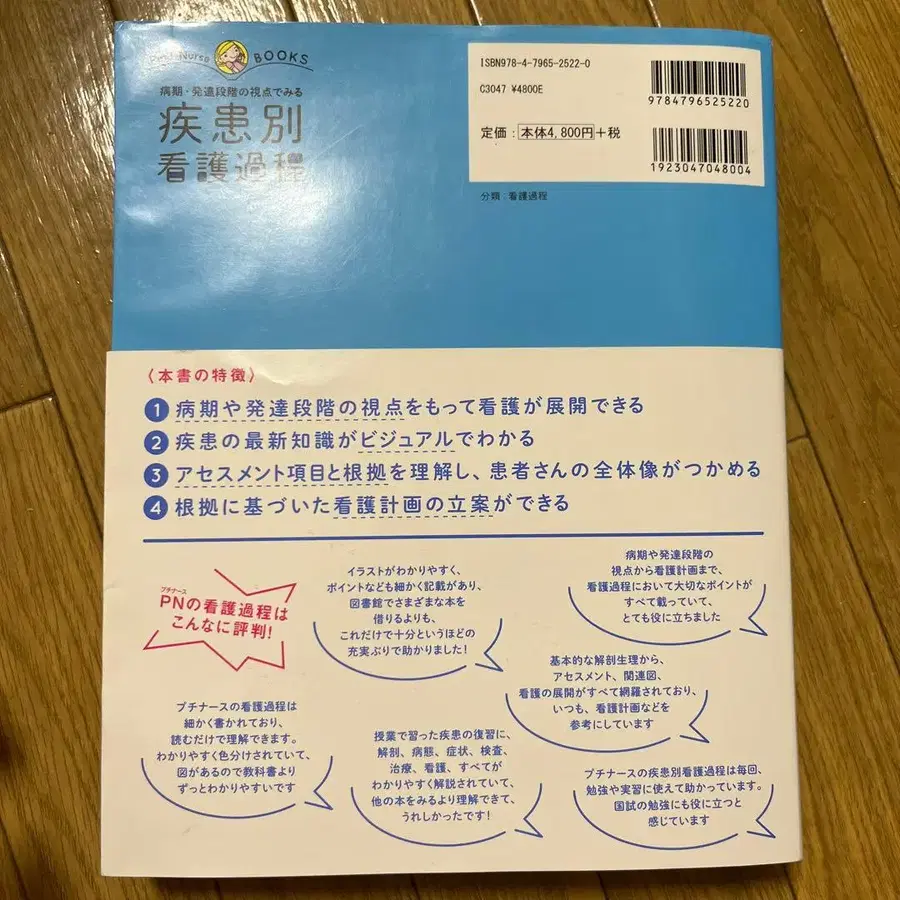 Petit Nurse BOOKS
病期・発達段階の視点でみる
疾患別
看護過程
ISBN978-4-7965-2522-0
C3047 ¥4800E
定価：本体4,800円+税
9784796525220
1923047048004
分類：看護過程
〈本書の特徴〉
1 病期や発達段階の視点をもって看護が展開できる
2 疾患の最新知識がビジュアルでわかる
3 アセスメント項目と根拠を理解し、患者さんの全体像がつかめる
4 根拠に基づいた看護計画の立案ができる
プチナース
PNの看護過程は
こんなに評判!
イラストがわかりやすく、
ポイントなども細かく記載があり、
図書館でさまざまな本を
借りるよりも、
これだけで十分というほどの
充実ぶりで助かりました!
病期や発達段階の
視点から看護計画まで、
看護過程において大切なポイントが
すべて載っていて、
とても役に立ちました
基本的な解剖生理から、
アセスメント、関連図、
看護の展開がすべて網羅されており、
いつも、看護計画などを
参考にしています
プチナースの看護過程は
細かく書かれており、
読むだけで理解できます。
わかりやすく色分けされていて、
図があるので教科書より
ずっとわかりやすいです
授業で習った疾患の復習に、
解剖、病態、症状、検査、
治療、看護、すべてが
わかりやすく解説されていて、
他の本をみるより理解できて、
うれしかったです!
プチナースの疾患別看護過程は毎回、
勉強や実習に使えて助かっています。
国試の勉強にも役に立つと
感じています